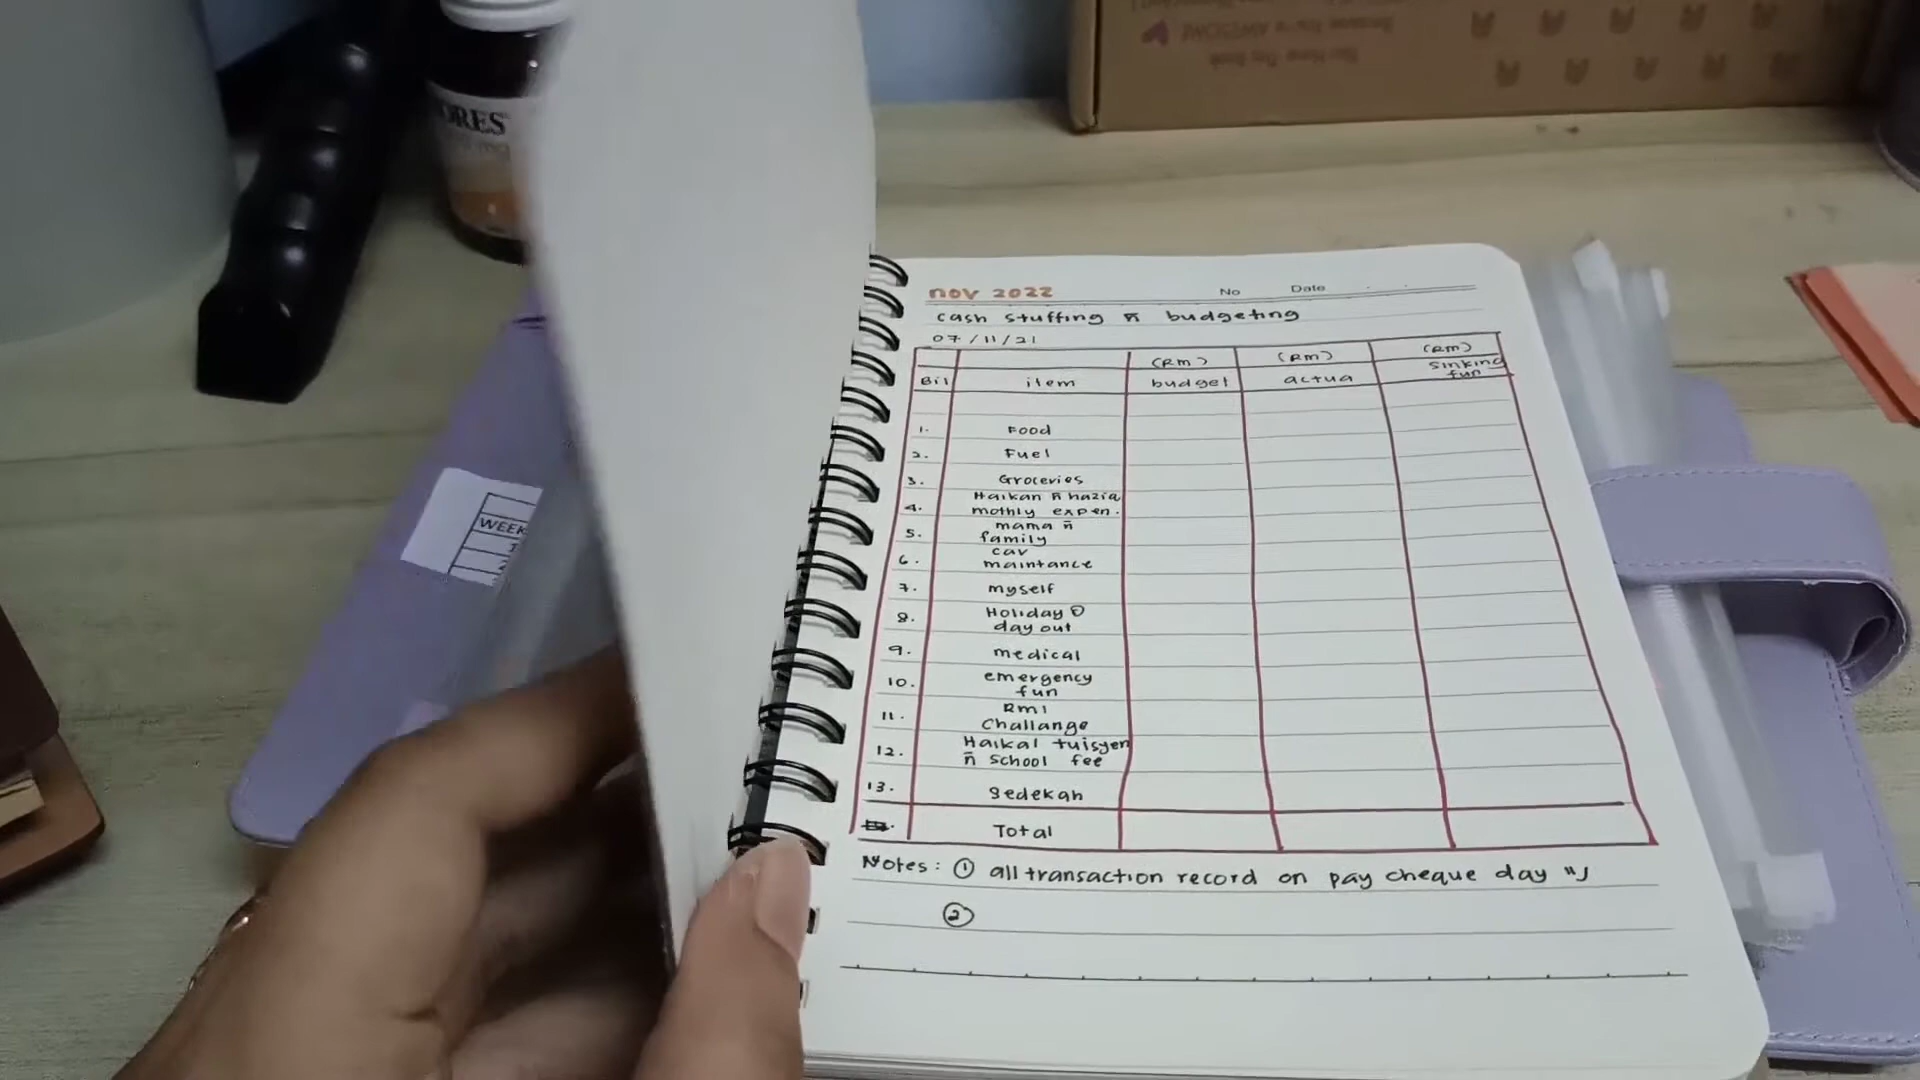 nov 2022
No Date
cash stuffing n̄ budgeting
07/11/21
(RM) (RM) (RM)
Bil item budget actua sinking fun
1. Food
2. Fuel
3. Groceries
4. Haikan n̄ hazia
mothly expen.
5. mama n̄
family
6. car
maintance
7. myself
8. Holiday
day out
9. medical
10. emergency
fun
11. RM1
Challange
12. Haikal tuisyen
n̄ school fee
13. Sedekah
Total
Notes: ① all transaction record on pay cheque day
②
WEEK
ORES